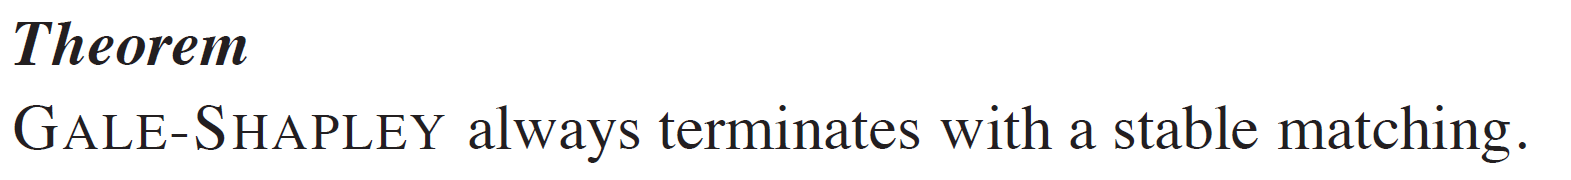 Theorem
GALE-SHAPLEY always terminates with a stable matching.